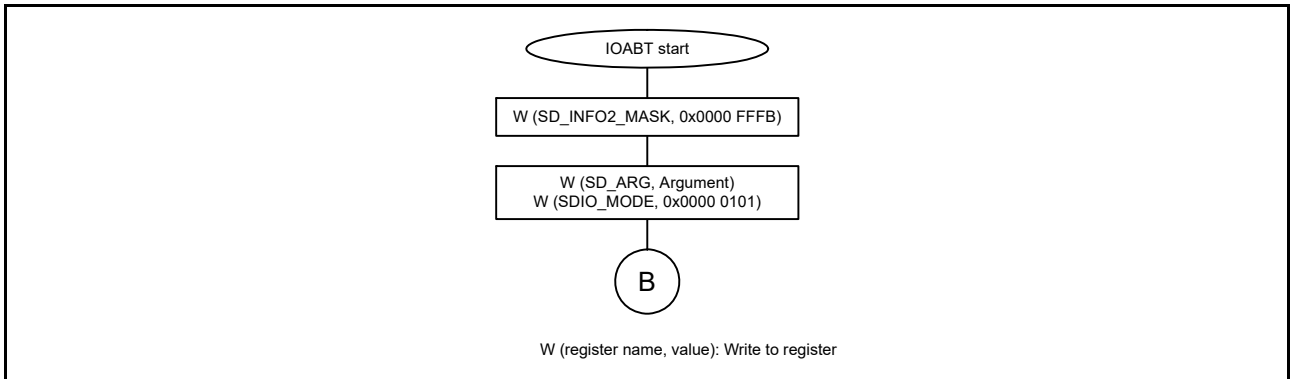 IOABT start
W (SD_INFO2_MASK, 0x0000 FFFB)
W (SD_ARG, Argument)
W (SDIO_MODE, 0x0000 0101)
B
W (register name, value): Write to register